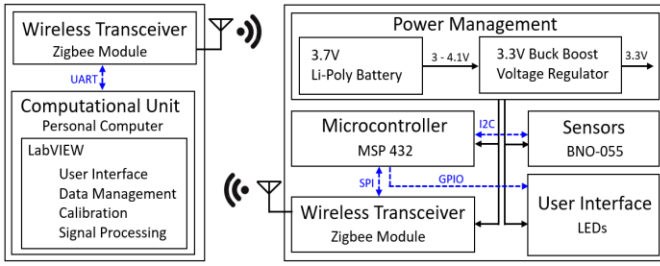 Wireless Transceiver
Zigbee Module
UART
Computational Unit
Personal Computer
LabVIEW
User Interface
Data Management
Calibration
Signal Processing
Power Management
3.7V
Li-Poly Battery
3 - 4.1V
3.3V Buck Boost
Voltage Regulator
3.3V
Microcontroller
MSP 432
I2C
Sensors
BNO-055
SPI
GPIO
Wireless Transceiver
Zigbee Module
User Interface
LEDs